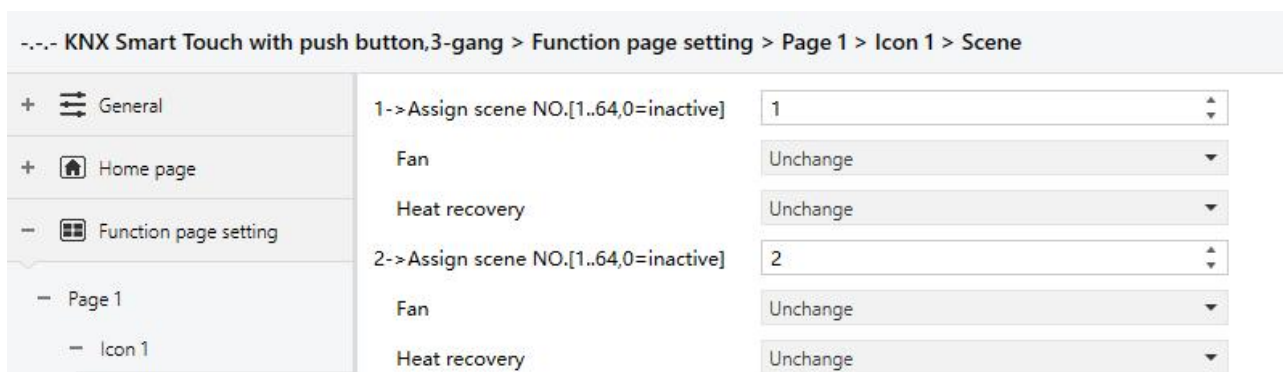 -.-.- KNX Smart Touch with push button,3-gang > Function page setting > Page 1 > Icon 1 > Scene
+ General
+ Home page
− Function page setting
− Page 1
− Icon 1
1->Assign scene NO.[1..64,0=inactive] 1
Fan Unchange
Heat recovery Unchange
2->Assign scene NO.[1..64,0=inactive] 2
Fan Unchange
Heat recovery Unchange